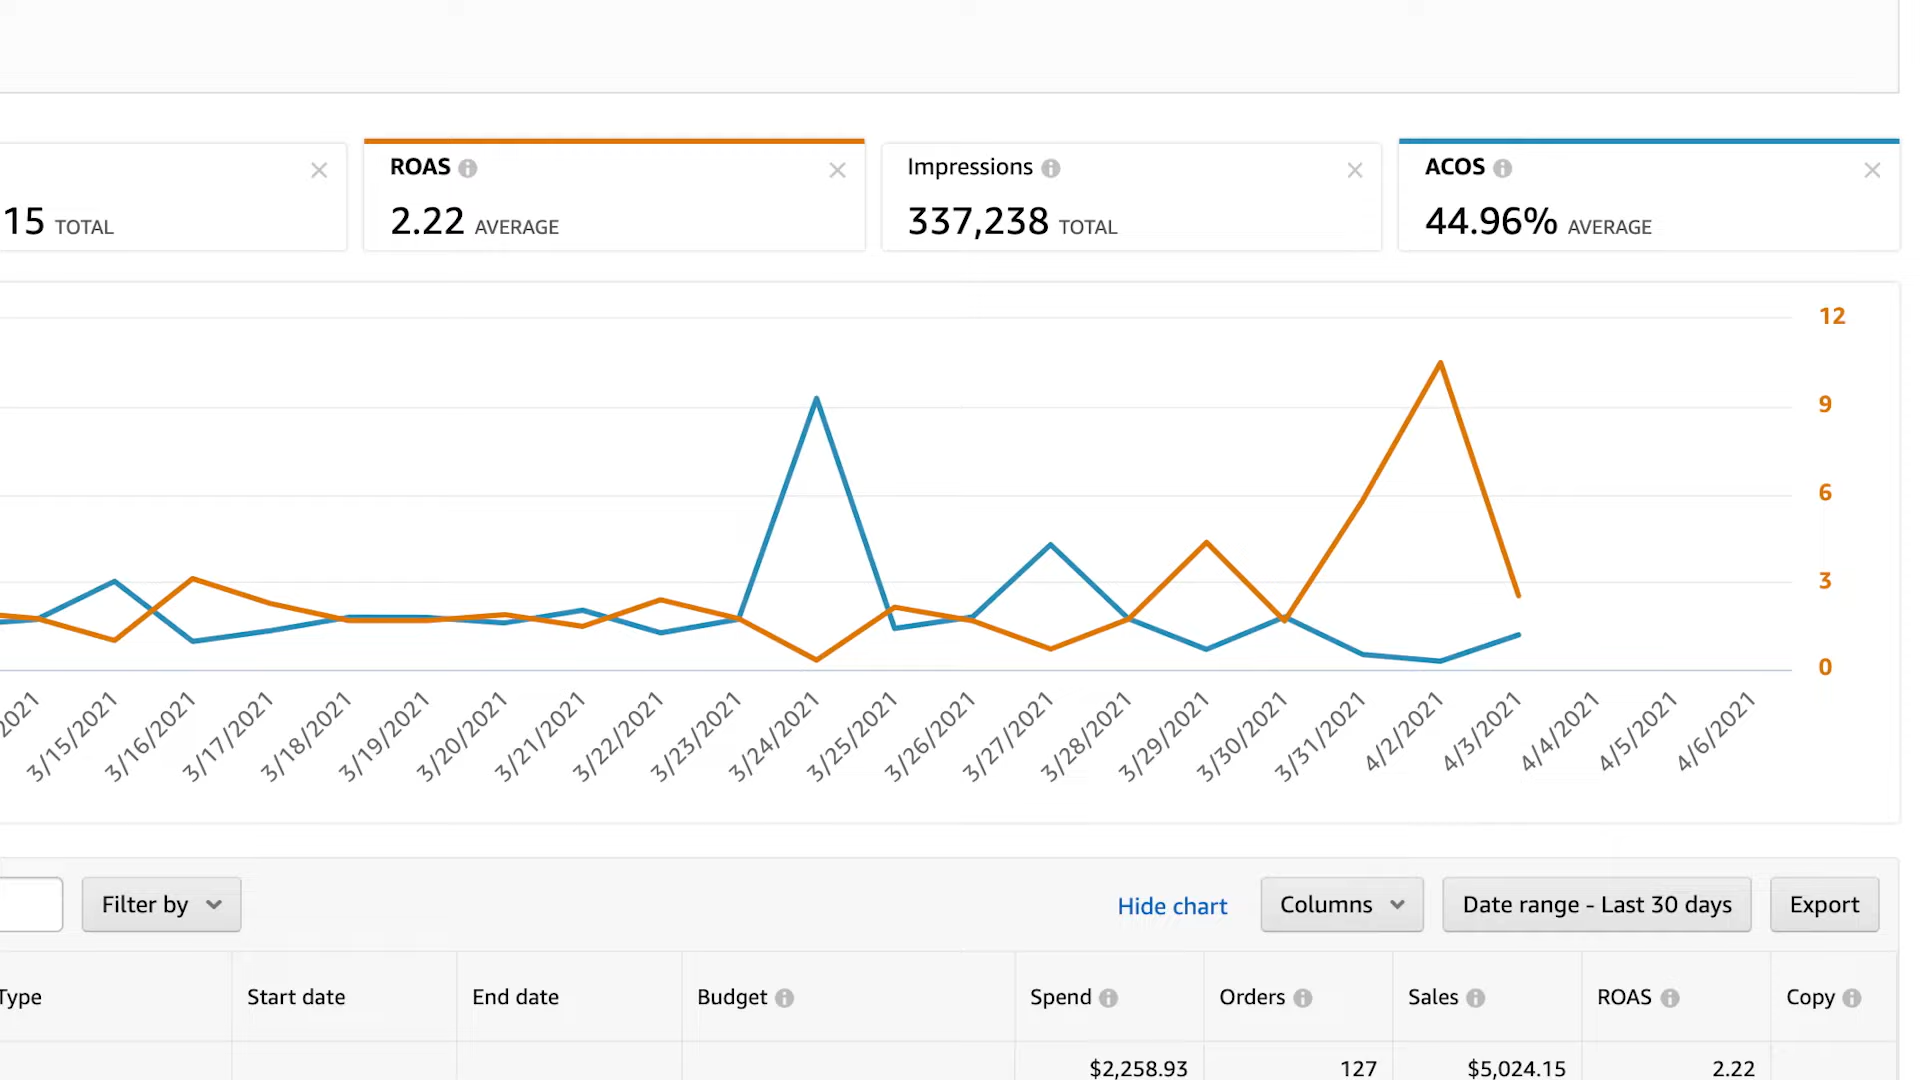 ROAS
Impressions
ACOS
15 TOTAL
2.22 AVERAGE
337,238 TOTAL
44.96% AVERAGE
12
9
6
3
0
2021
3/15/2021
3/16/2021
3/17/2021
3/18/2021
3/19/2021
3/20/2021
3/21/2021
3/22/2021
3/23/2021
3/24/2021
3/25/2021
3/26/2021
3/27/2021
3/28/2021
3/29/2021
3/30/2021
3/31/2021
4/2/2021
4/3/2021
4/4/2021
4/5/2021
4/6/2021
Filter by
Hide chart
Columns
Date range - Last 30 days
Export
Type
Start date
End date
Budget
Spend
Orders
Sales
ROAS
Copy
$2,258.93
127
$5,024.15
2.22